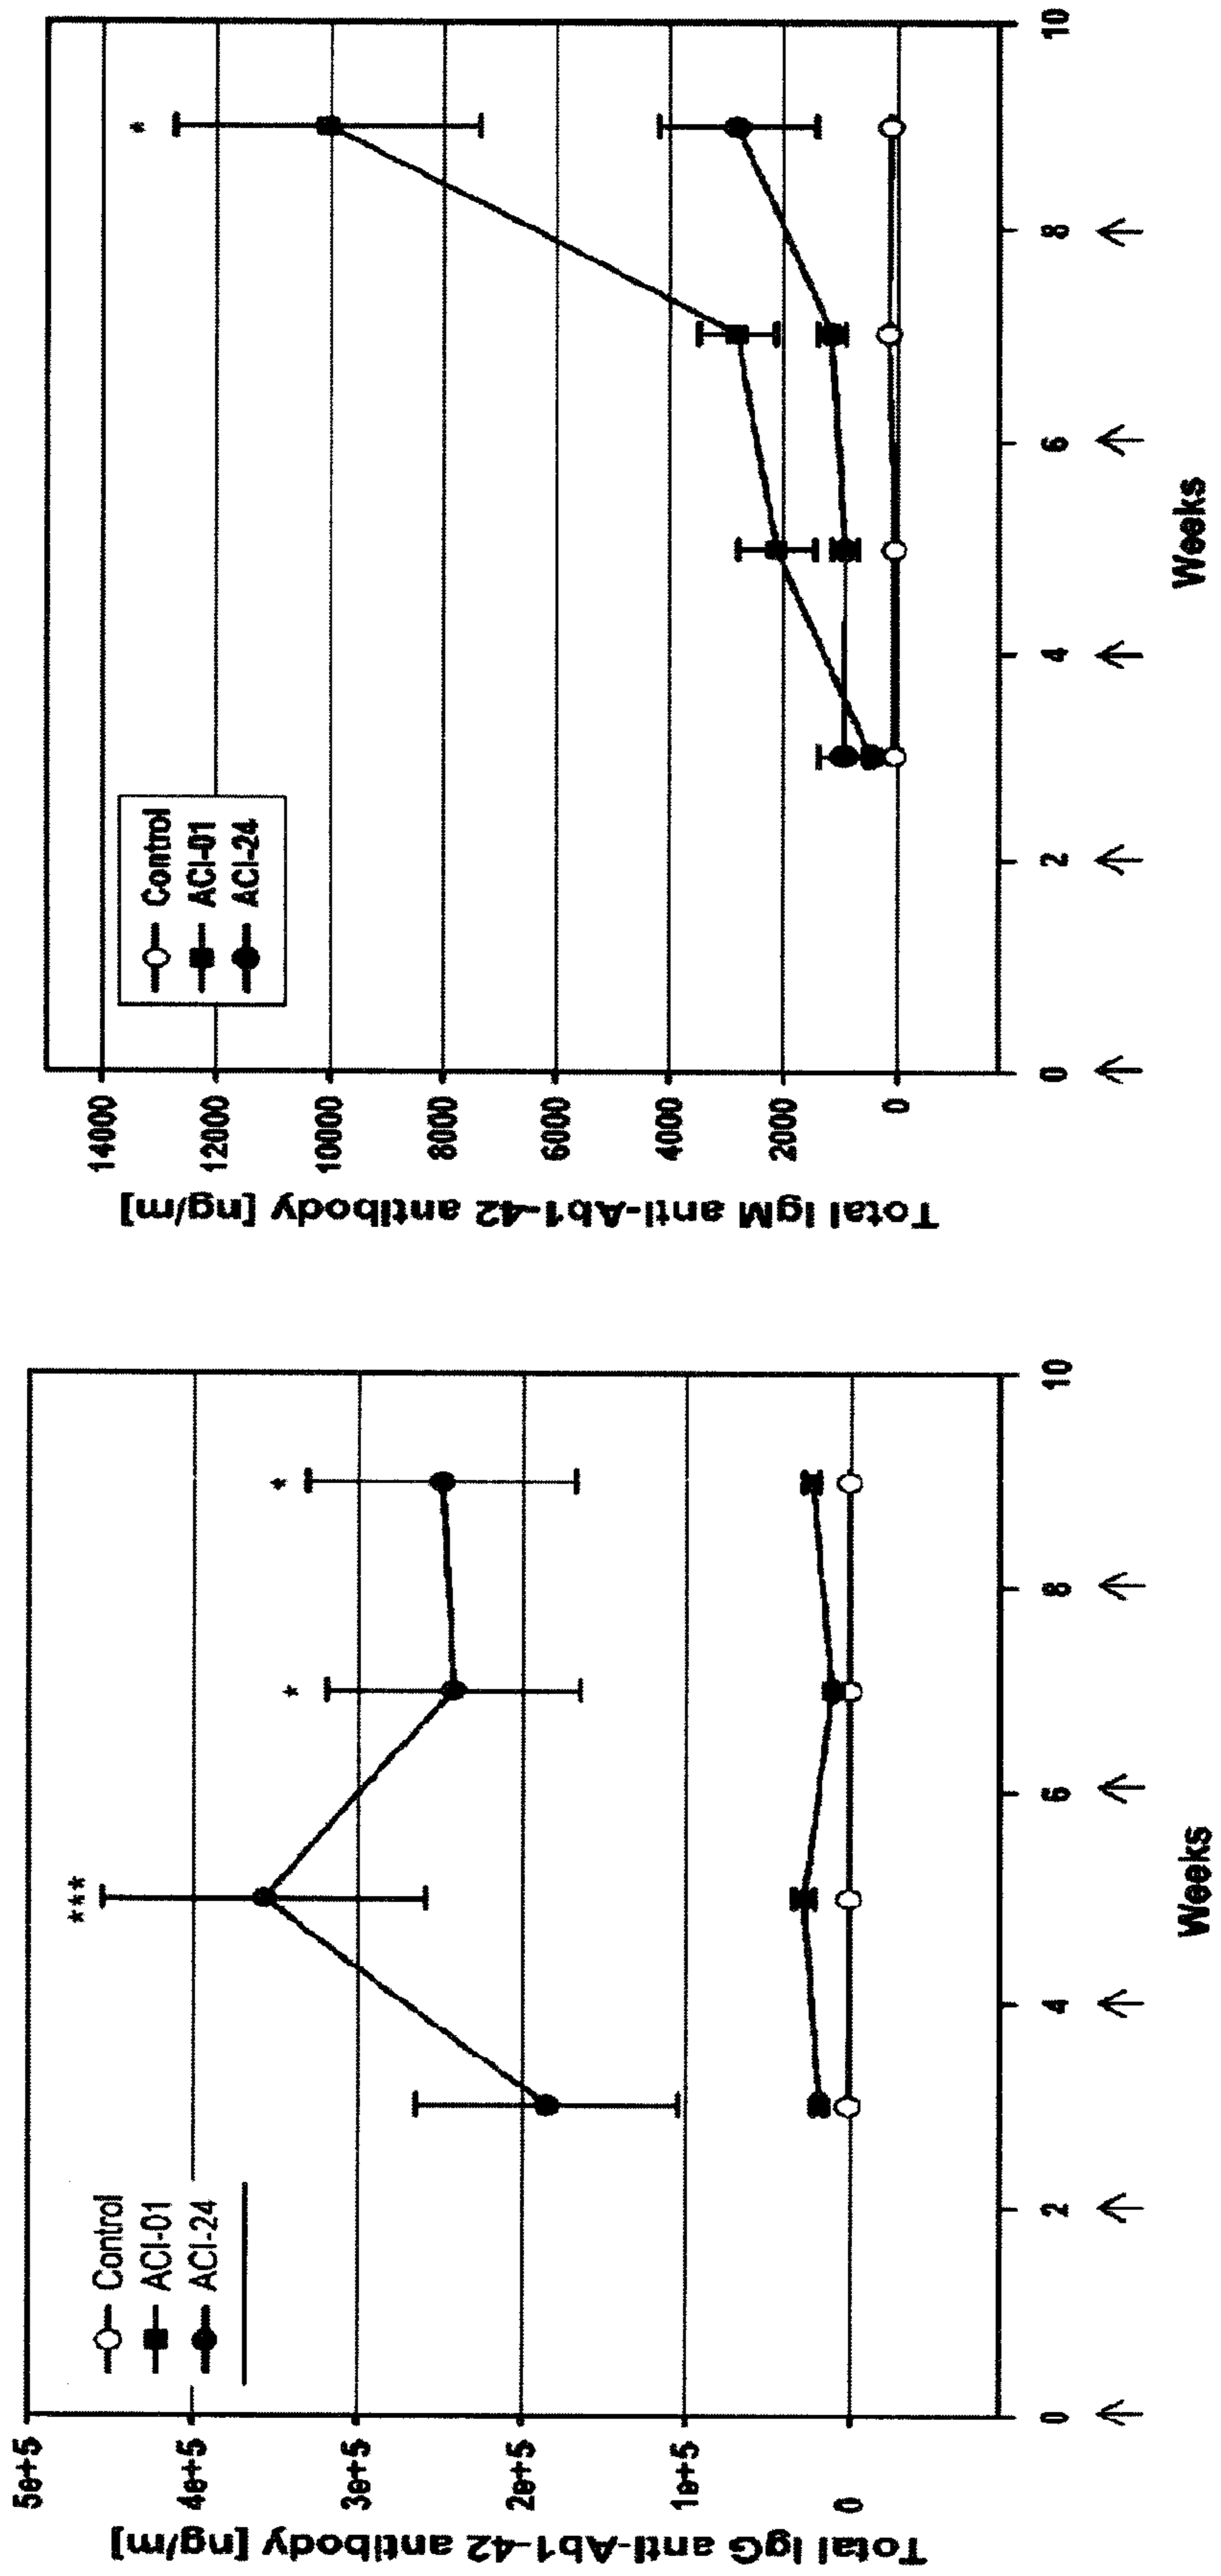 Total IgG anti-Ab1-42 antibody [ng/m]
5e+5
4e+5
3e+5
2e+5
1e+5
0
Control
ACI-01
ACI-24
***
*
*
0 2 4 6 8 10
Weeks
Total IgM anti-Ab1-42 antibody [ng/m]
14000
12000
10000
8000
6000
4000
2000
0
Control
ACI-01
ACI-24
*
0 2 4 6 8 10
Weeks